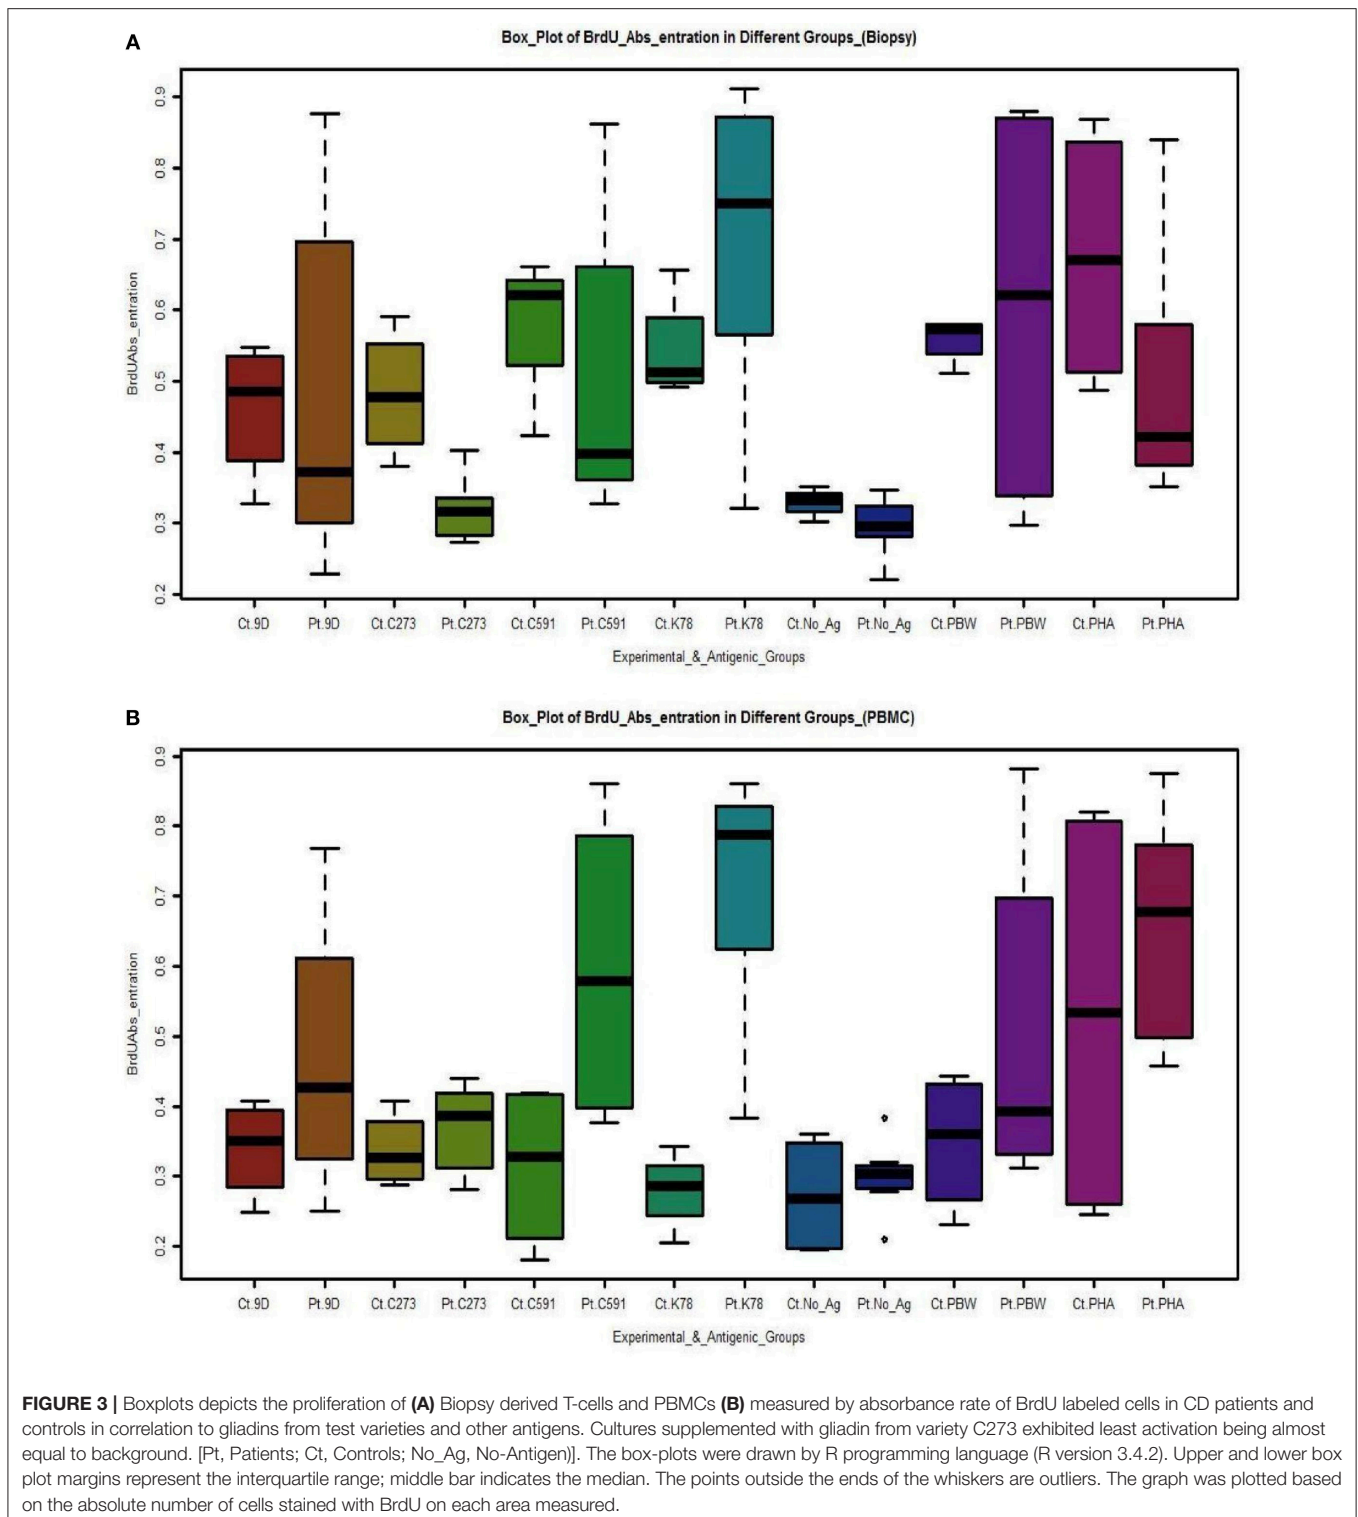 A
Box_Plot of BrdU_Abs_entration in Different Groups_(Biopsy)
BrdUAbs_entration
0.9
0.8
0.7
0.6
0.5
0.4
0.3
0.2
Ct.9D Pt.9D Ct.C273 Pt.C273 Ct.C591 Pt.C591 Ct.K78 Pt.K78 Ct.No_Ag Pt.No_Ag Ct.PBW Pt.PBW Ct.PHA Pt.PHA
Experimental_&_Antigenic_Groups
B
Box_Plot of BrdU_Abs_entration in Different Groups_(PBMC)
BrdUAbs_entration
0.9
0.8
0.7
0.6
0.5
0.4
0.3
0.2
Ct.9D Pt.9D Ct.C273 Pt.C273 Ct.C591 Pt.C591 Ct.K78 Pt.K78 Ct.No_Ag Pt.No_Ag Ct.PBW Pt.PBW Ct.PHA Pt.PHA
Experimental_&_Antigenic_Groups
FIGURE 3 | Boxplots depicts the proliferation of (A) Biopsy derived T-cells and PBMCs (B) measured by absorbance rate of BrdU labeled cells in CD patients and
controls in correlation to gliadins from test varieties and other antigens. Cultures supplemented with gliadin from variety C273 exhibited least activation being almost
equal to background. [Pt, Patients; Ct, Controls; No_Ag, No-Antigen)]. The box-plots were drawn by R programming language (R version 3.4.2). Upper and lower box
plot margins represent the interquartile range; middle bar indicates the median. The points outside the ends of the whiskers are outliers. The graph was plotted based
on the absolute number of cells stained with BrdU on each area measured.